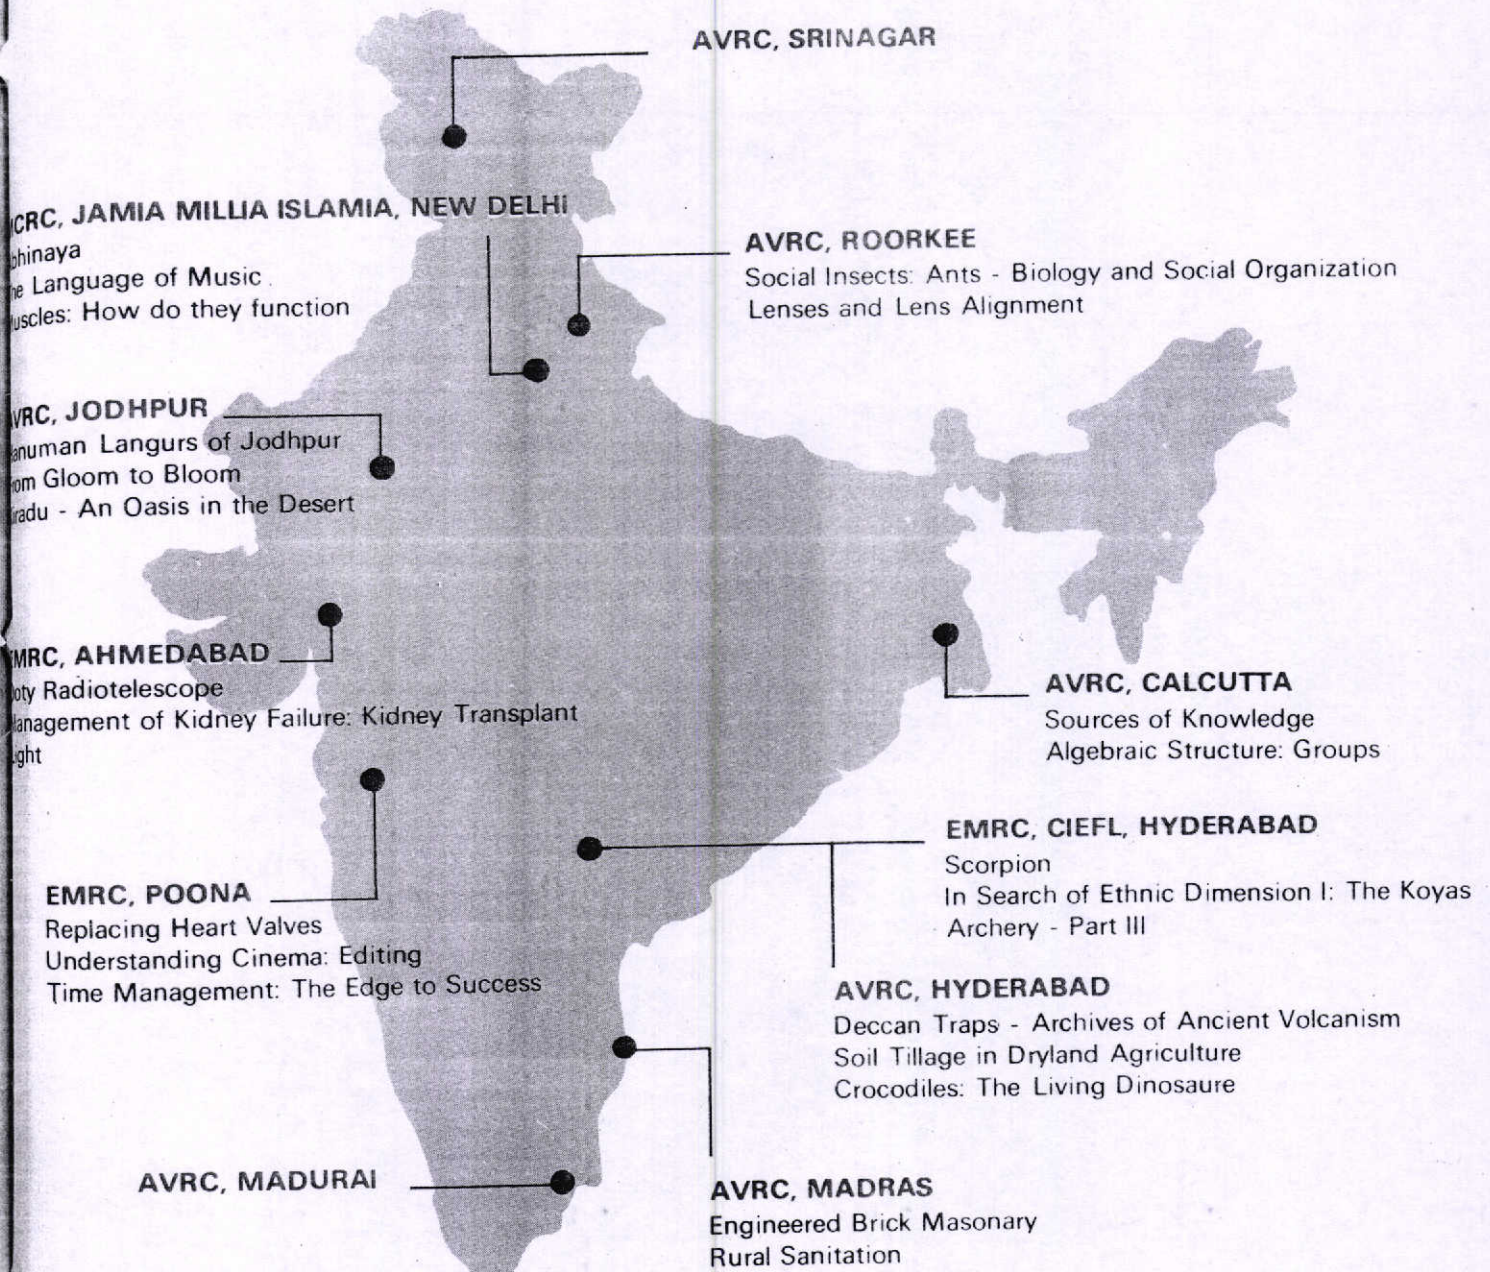 AVRC, SRINAGAR
CRC, JAMIA MILLIA ISLAMIA, NEW DELHI
bhinaya
Language of Music
uscles: How do they function
AVRC, ROORKEE
Social Insects: Ants - Biology and Social Organization
Lenses and Lens Alignment
VRC, JODHPUR
anuman Langurs of Jodhpur
om Gloom to Bloom
radu - An Oasis in the Desert
MRC, AHMEDABAD
oty Radiotelescope
anagement of Kidney Failure: Kidney Transplant
ight
AVRC, CALCUTTA
Sources of Knowledge
Algebraic Structure: Groups
EMRC, CIEFL, HYDERABAD
Scorpion
In Search of Ethnic Dimension I: The Koyas
Archery - Part III
EMRC, POONA
Replacing Heart Valves
Understanding Cinema: Editing
Time Management: The Edge to Success
AVRC, HYDERABAD
Deccan Traps - Archives of Ancient Volcanism
Soil Tillage in Dryland Agriculture
Crocodiles: The Living Dinosaure
AVRC, MADURAI
AVRC, MADRAS
Engineered Brick Masonary
Rural Sanitation